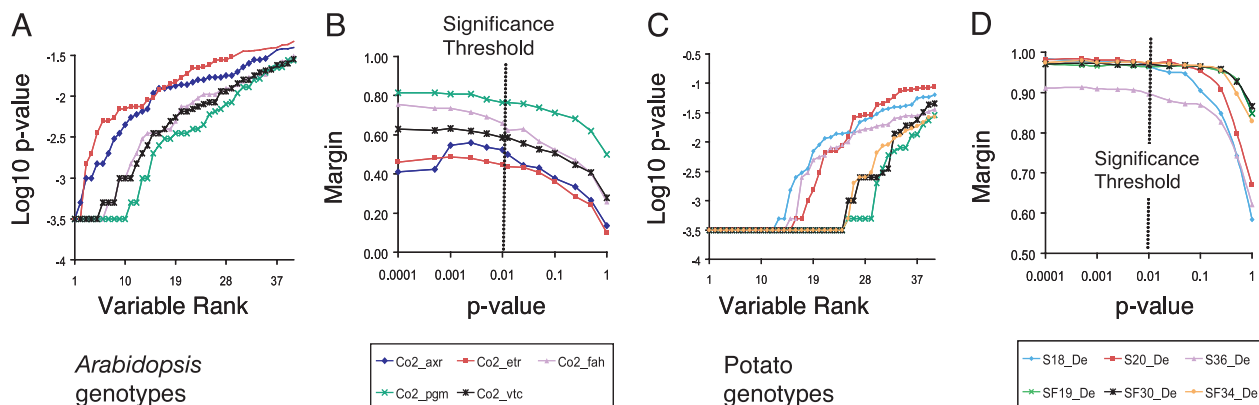 A
Log10 p-value
-1.5
-2
-2.5
-3
-3.5
-4
1 10 19 28 37
Variable Rank
Arabidopsis
genotypes
B
Significance
Threshold
Margin
1.00
0.80
0.60
0.40
0.20
0.00
0.0001 0.001 0.01 0.1 1
p-value
Co2_axr Co2_etr Co2_fah
Co2_pgm Co2_vtc
C
Log10 p-value
-0.5
-1
-1.5
-2
-2.5
-3
-3.5
-4
1 10 19 28 37
Variable Rank
Potato
genotypes
D
Margin
1.00
0.90
0.80
0.70
0.60
0.50
Significance
Threshold
0.0001 0.001 0.01 0.1 1
p-value
S18_De S20_De S36_De
SF19_De SF30_De SF34_De